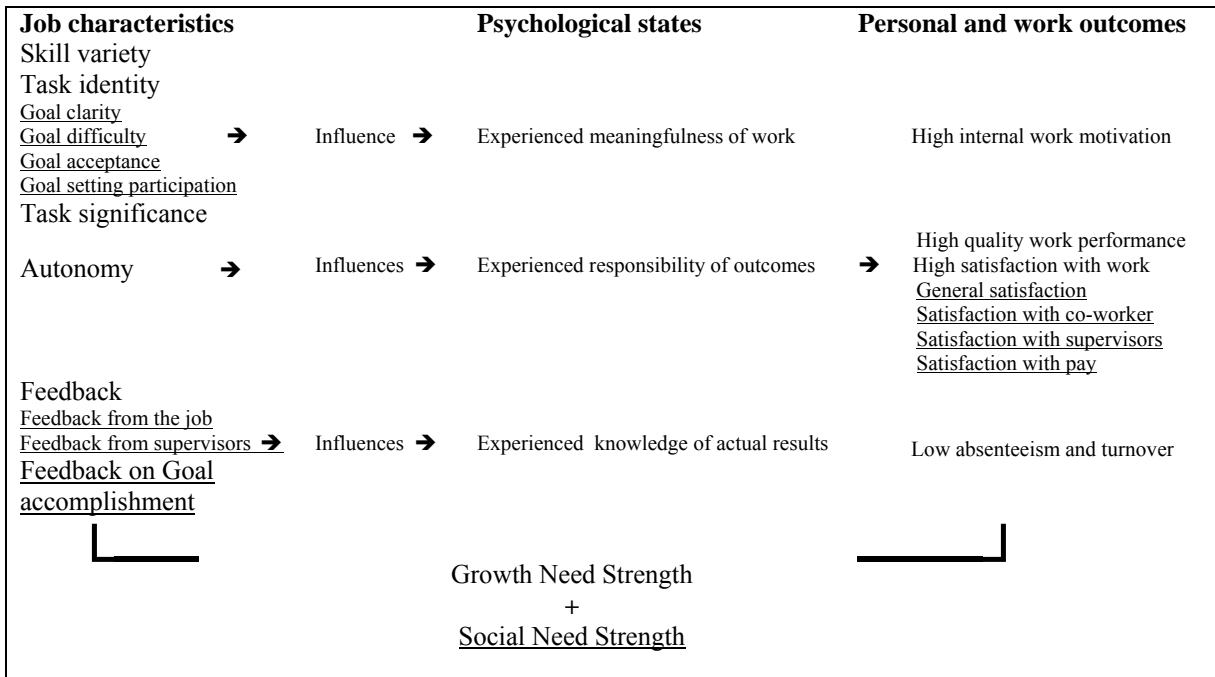 Job characteristics Psychological states Personal and work outcomes
Skill variety
Task identity
Goal clarity
Goal difficulty ➔ Influence ➔ Experienced meaningfulness of work High internal work motivation
Goal acceptance
Goal setting participation
Task significance
High quality work performance
Autonomy ➔ Influences ➔ Experienced responsibility of outcomes ➔ High satisfaction with work
General satisfaction
Satisfaction with co-worker
Satisfaction with supervisors
Satisfaction with pay
Feedback
Feedback from the job
Feedback from supervisors ➔ Influences ➔ Experienced knowledge of actual results Low absenteeism and turnover
Feedback on Goal
accomplishment
Growth Need Strength
+
Social Need Strength